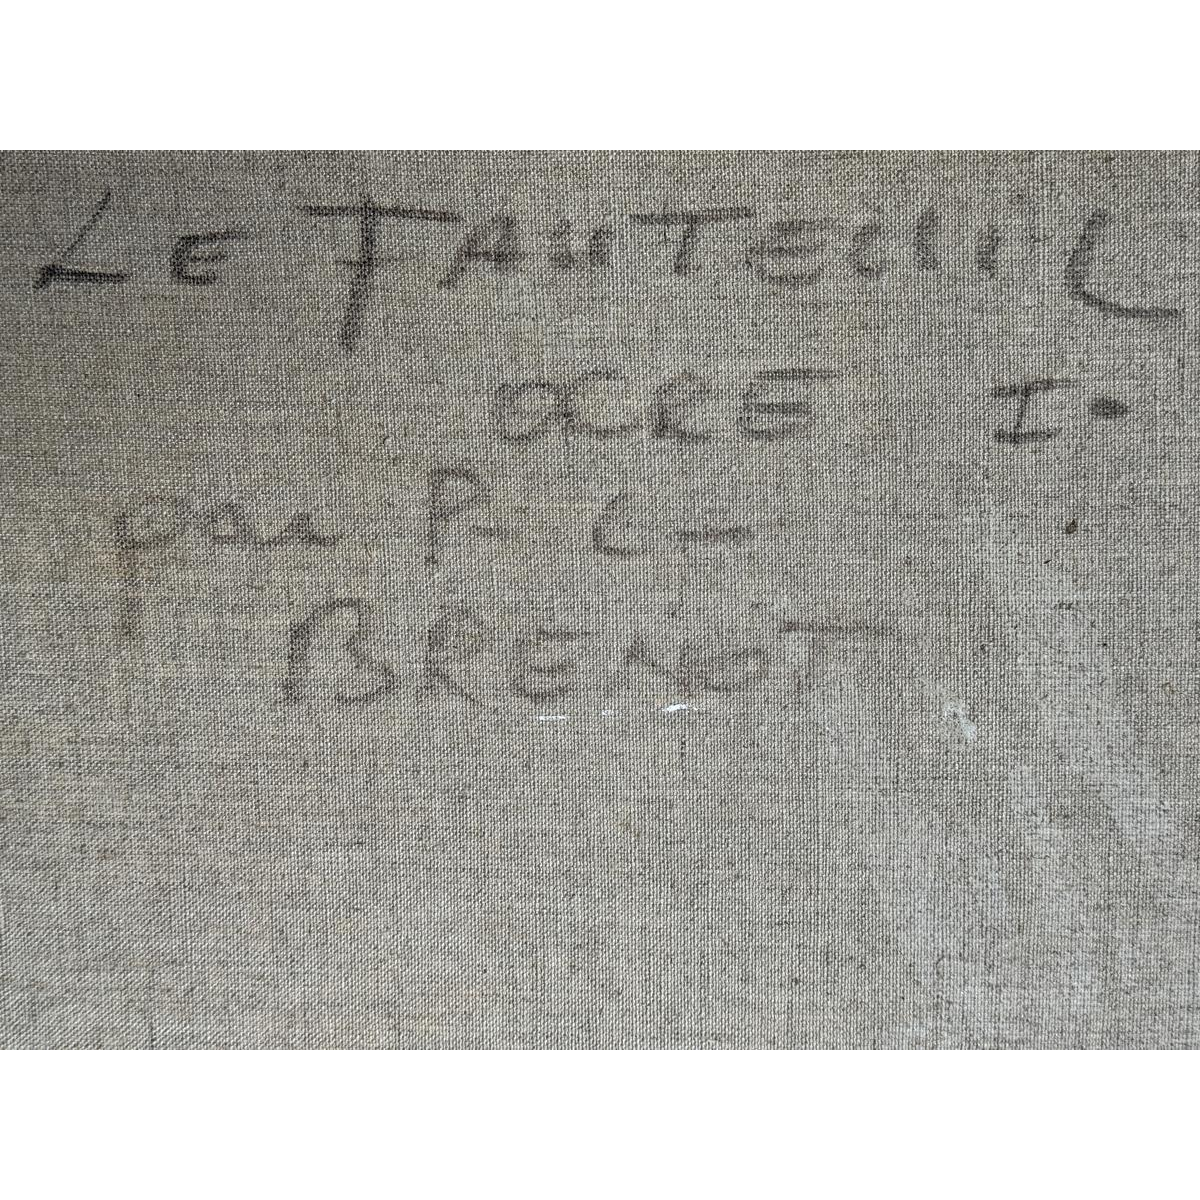 LE FAUTEUIL
OCRE I.
par P. C -
BRENOT